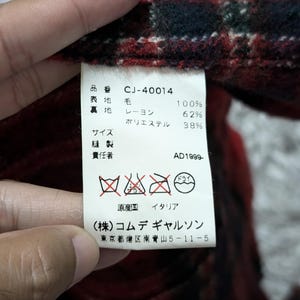 品 番 CJ-40014
表 地 毛 100%
裏 地 レーヨン 62%
ポリエステル 38%
サイズ
縫 製
責任者 AD1999-
ドライ
原産国 イタリア
(株)コム デ ギャルソン
東京都港区南青山5-11-5